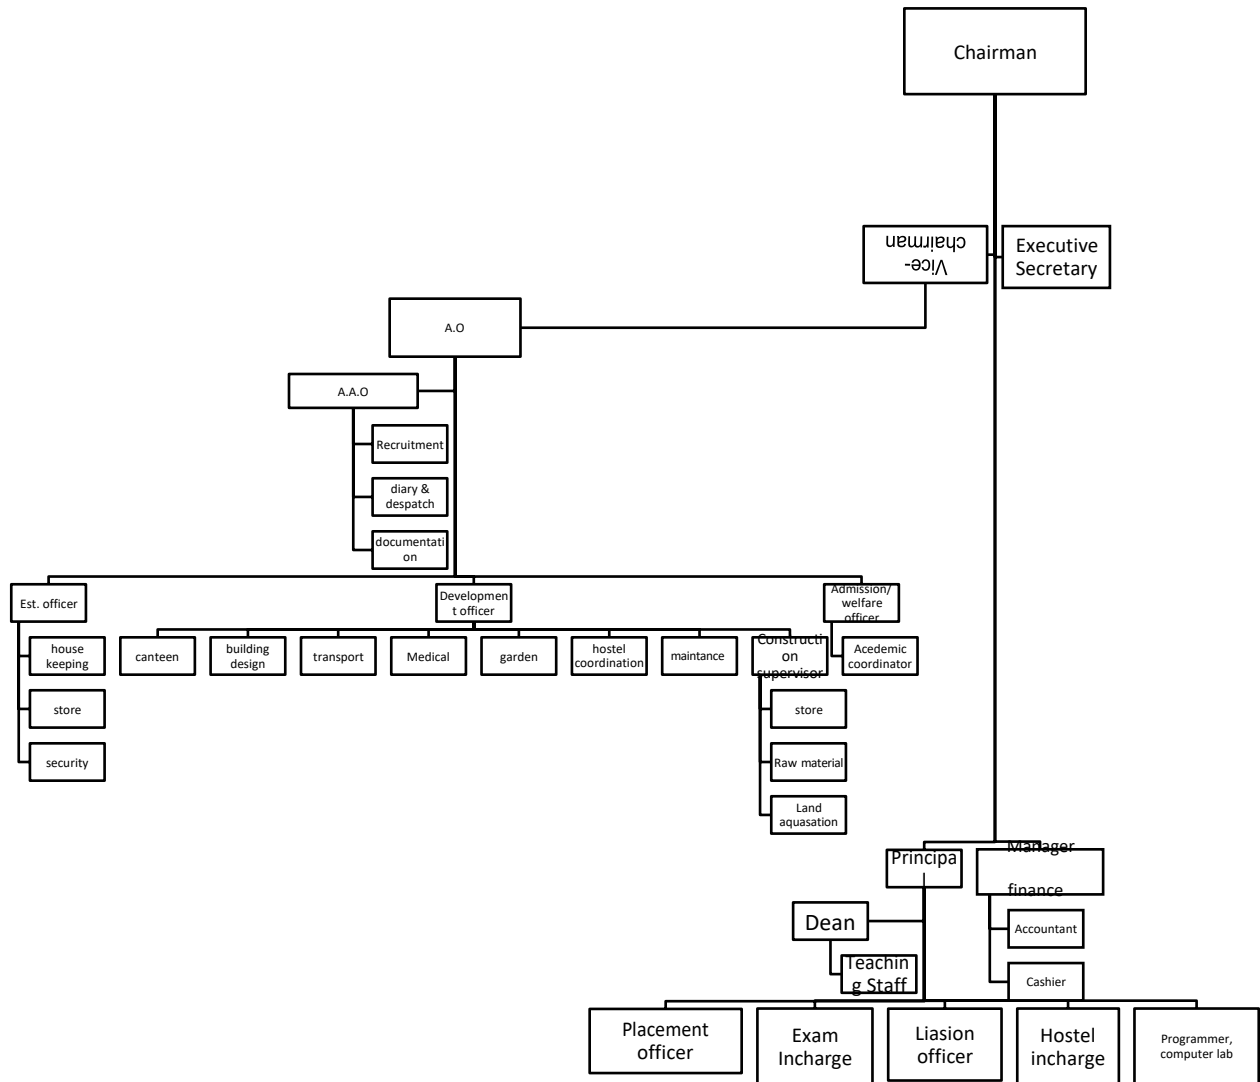 Chairman
Vice-
chairman
Executive
Secretary
A.O
A.A.O
Recruitment
diary &
despatch
documentati
on
Est. officer
Developmen
t officer
Admission/
welfare
officer
house
keeping
canteen
building
design
transport
Medical
garden
hostel
coordination
maintance
Constructi
on
supervisor
Acedemic
coordinator
store
store
security
Raw material
Land
aquasation
Principa
l
Manager
finance
Dean
Accountant
Teachin
g Staff
Cashier
Placement
officer
Exam
Incharge
Liasion
officer
Hostel
incharge
Programmer,
computer lab